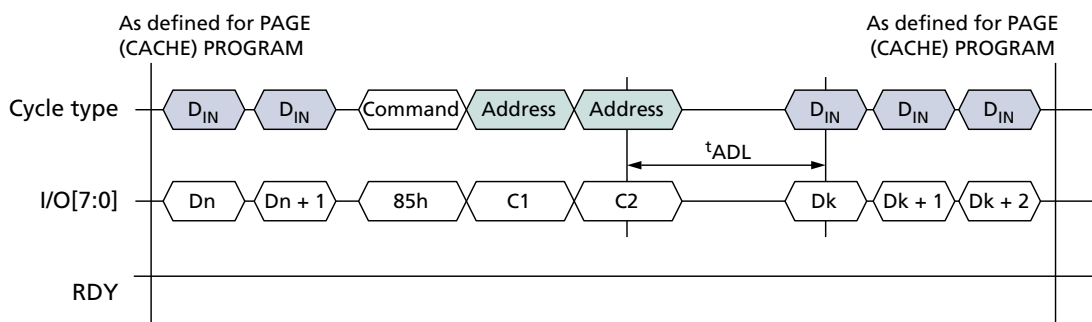 As defined for PAGE
(CACHE) PROGRAM
As defined for PAGE
(CACHE) PROGRAM
Cycle type
DIN DIN Command Address Address DIN DIN DIN
tADL
I/O[7:0]
Dn Dn + 1 85h C1 C2 Dk Dk + 1 Dk + 2
RDY